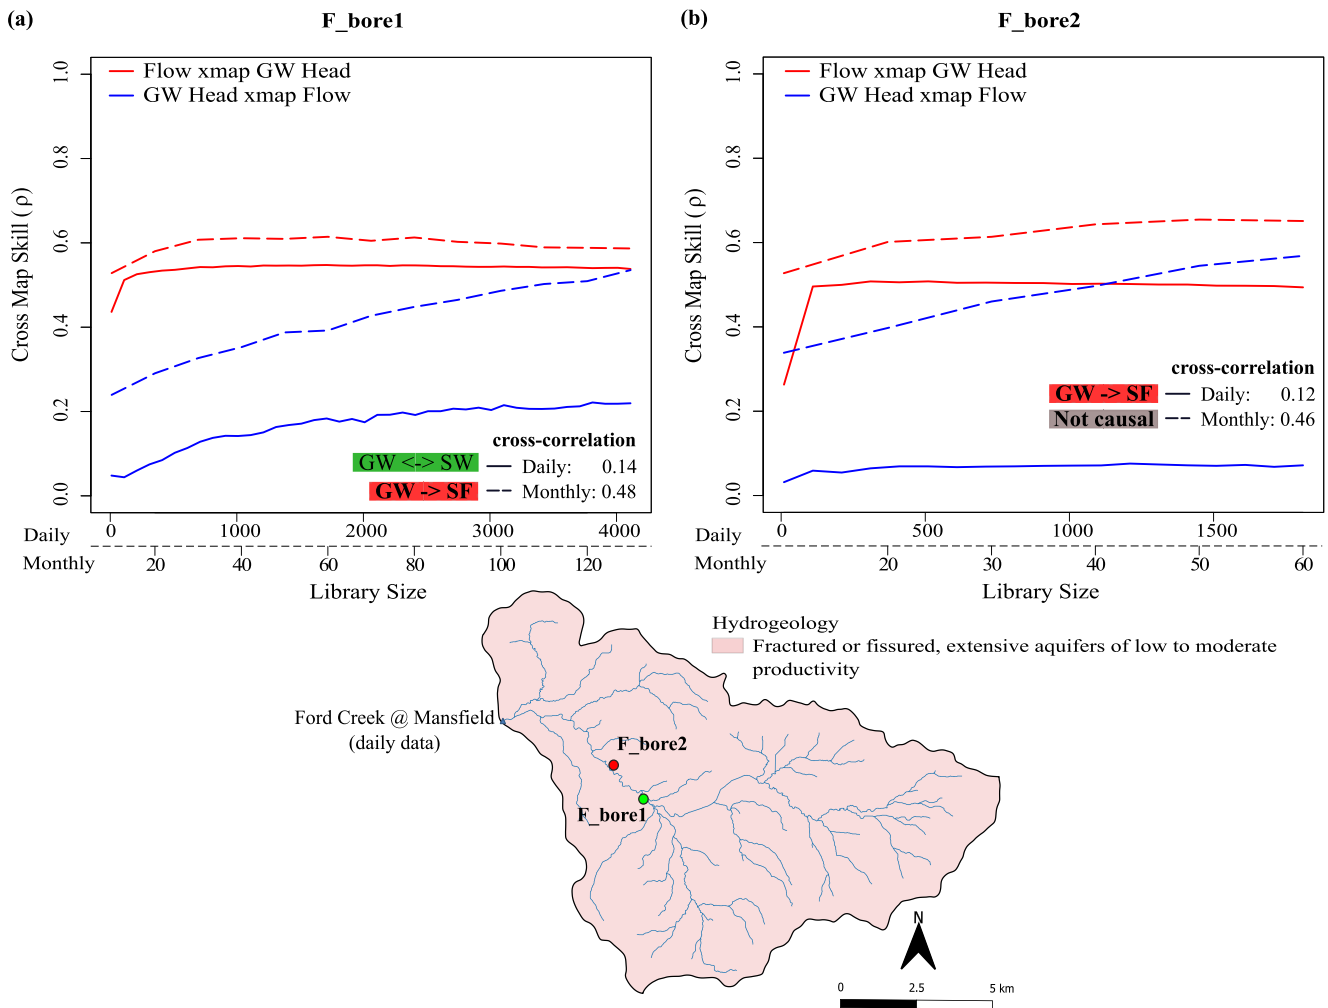 (a)
F_bore1
Flow xmap GW Head
GW Head xmap Flow
Cross Map Skill (ρ)
1.0
0.8
0.6
0.4
0.2
0.0
cross-correlation
GW <-> SW
Daily: 0.14
GW -> SF
Monthly: 0.48
Daily
0 1000 2000 3000 4000
Monthly
20 40 60 80 100 120
Library Size
(b)
F_bore2
Flow xmap GW Head
GW Head xmap Flow
Cross Map Skill (ρ)
1.0
0.8
0.6
0.4
0.2
0.0
cross-correlation
GW -> SF
Daily: 0.12
Not causal
Monthly: 0.46
Daily
0 500 1000 1500
Monthly
20 30 40 50 60
Library Size
Hydrogeology
Fractured or fissured, extensive aquifers of low to moderate
productivity
Ford Creek @ Mansfield
(daily data)
F_bore2
F_bore1
N
0 2.5 5 km